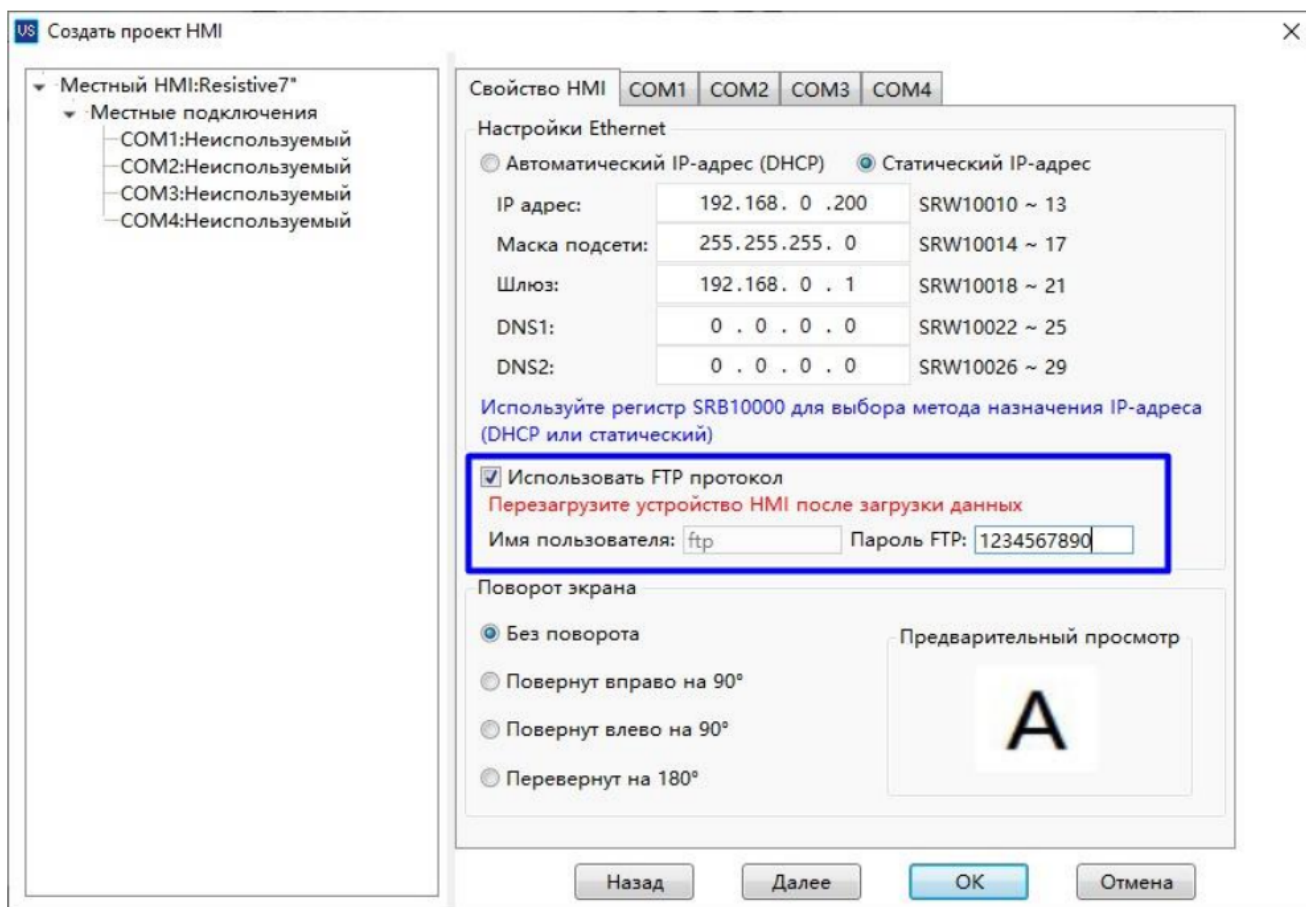 VS Создать проект HMI
Местный HMI:Resistive7"
Местные подключения
COM1:Неиспользуемый
COM2:Неиспользуемый
COM3:Неиспользуемый
COM4:Неиспользуемый
Свойство HMI COM1 COM2 COM3 COM4
Настройки Ethernet
Автоматический IP-адрес (DHCP) Статический IP-адрес
IP адрес: 192.168. 0 .200 SRW10010 ~ 13
Маска подсети: 255.255.255. 0 SRW10014 ~ 17
Шлюз: 192.168. 0 . 1 SRW10018 ~ 21
DNS1: 0 . 0 . 0 . 0 SRW10022 ~ 25
DNS2: 0 . 0 . 0 . 0 SRW10026 ~ 29
Используйте регистр SRB10000 для выбора метода назначения IP-адреса
(DHCP или статический)
Использовать FTP протокол
Перезагрузите устройство HMI после загрузки данных
Имя пользователя: ftp Пароль FTP: 1234567890
Поворот экрана
Без поворота
Повернут вправо на 90°
Повернут влево на 90°
Перевернут на 180°
Предварительный просмотр
A
Назад Далее OK Отмена